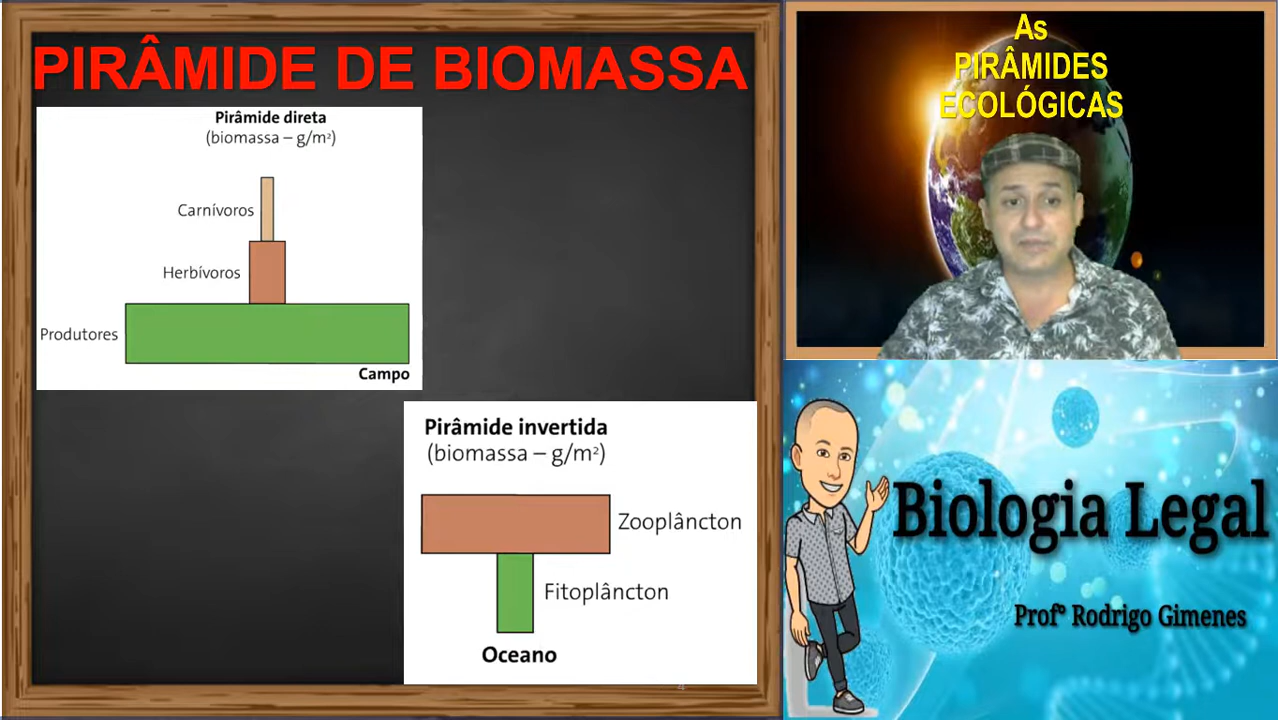 PIRÂMIDE DE BIOMASSA
Pirâmide direta
(biomassa – g/m²)
Carnívoros
Herbívoros
Produtores
Campo
Pirâmide invertida
(biomassa – g/m²)
Zooplâncton
Fitoplâncton
Oceano
4
As
PIRÂMIDES
ECOLÓGICAS
Biologia Legal
Profº Rodrigo Gimenes